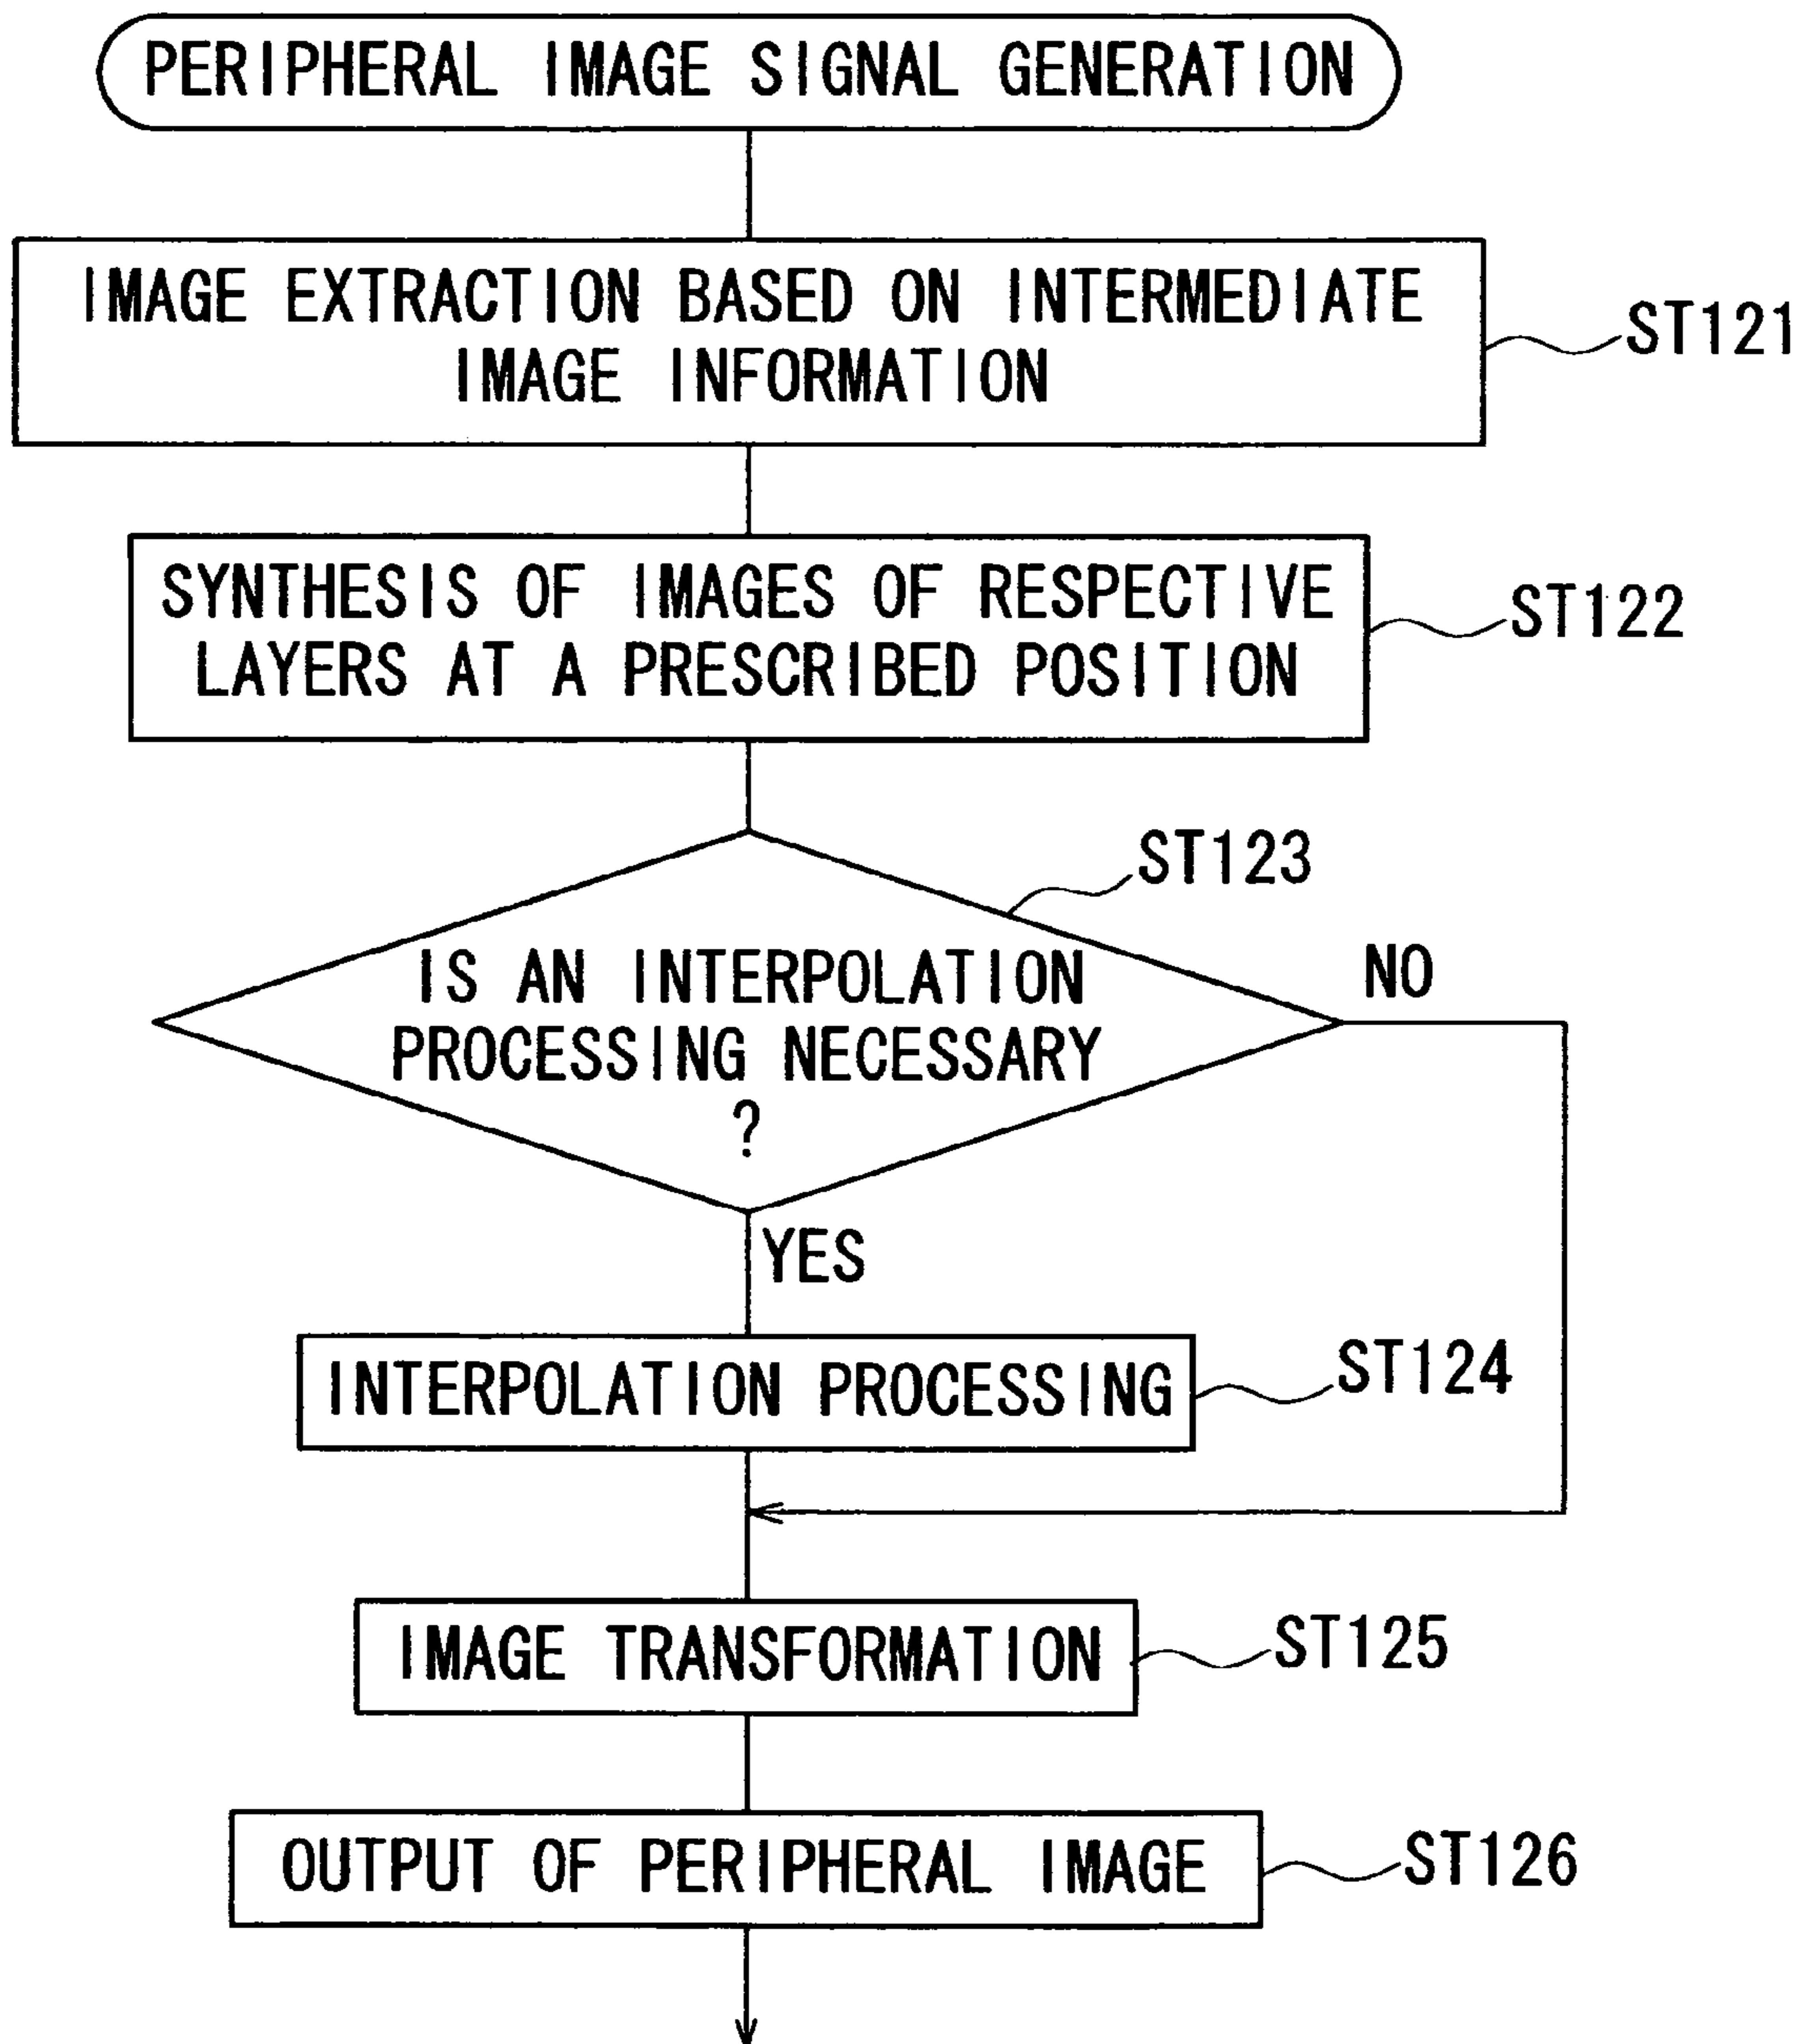 PERIPHERAL IMAGE SIGNAL GENERATION
IMAGE EXTRACTION BASED ON INTERMEDIATE
IMAGE INFORMATION
ST121
SYNTHESIS OF IMAGES OF RESPECTIVE
LAYERS AT A PRESCRIBED POSITION
ST122
ST123
IS AN INTERPOLATION
PROCESSING NECESSARY
?
NO
YES
INTERPOLATION PROCESSING
ST124
IMAGE TRANSFORMATION
ST125
OUTPUT OF PERIPHERAL IMAGE
ST126